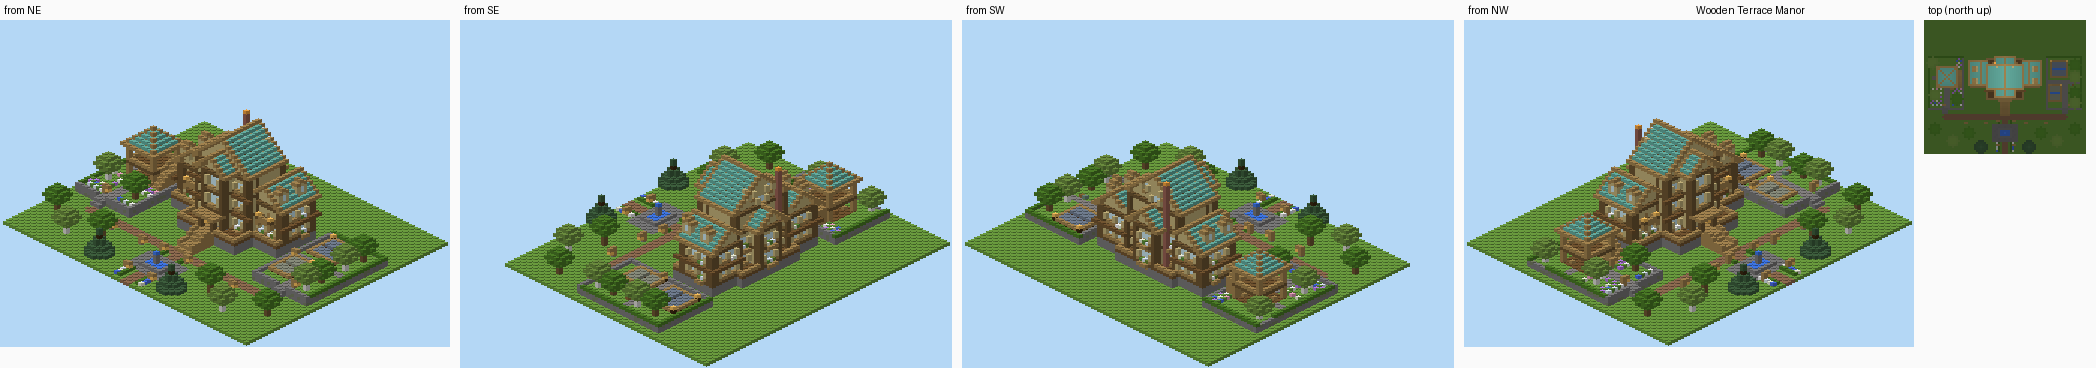 from NE
from SE
from SW
from NW
Wooden Terrace Manor
top (north up)